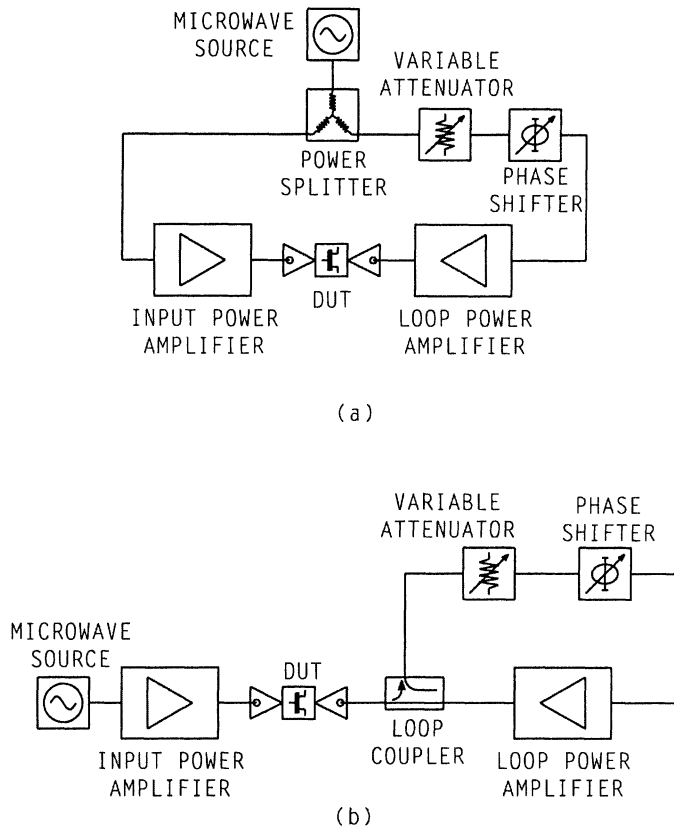 MICROWAVE
SOURCE
VARIABLE
ATTENUATOR
POWER
SPLITTER
PHASE
SHIFTER
INPUT POWER
AMPLIFIER
DUT
LOOP POWER
AMPLIFIER
(a)
VARIABLE
ATTENUATOR
PHASE
SHIFTER
MICROWAVE
SOURCE
INPUT POWER
AMPLIFIER
DUT
LOOP
COUPLER
LOOP POWER
AMPLIFIER
(b)